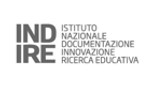 INDIRE
ISTITUTO
NAZIONALE
DOCUMENTAZIONE
INNOVAZIONE
RICERCA EDUCATIVA